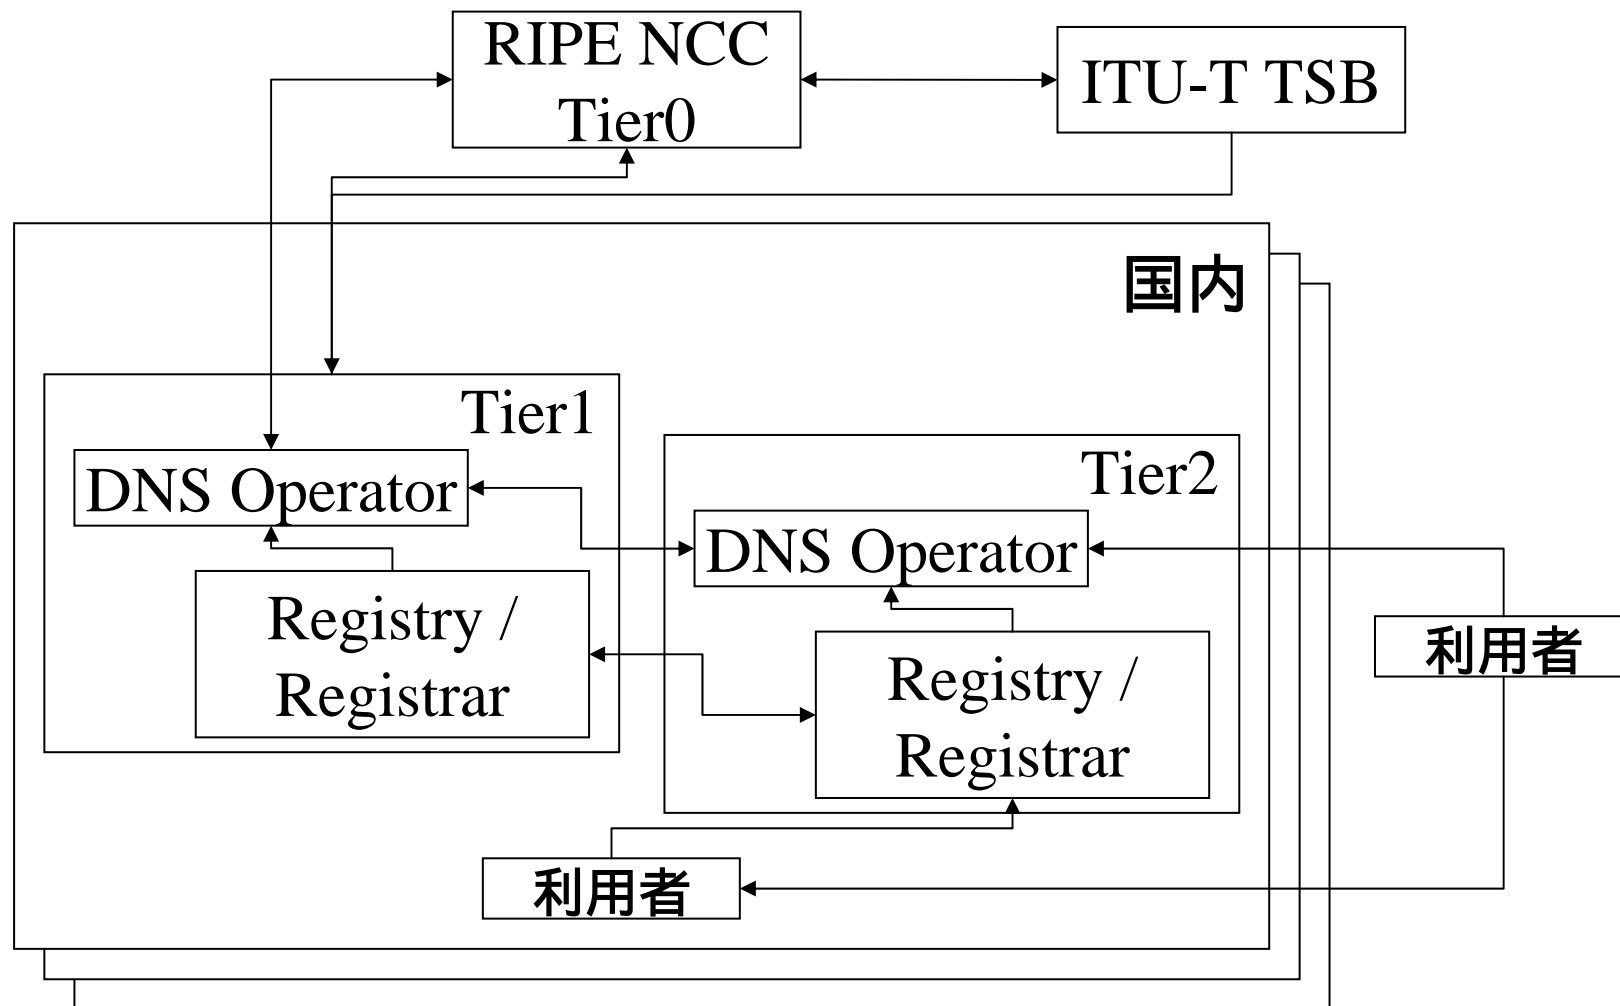 RIPE NCC
Tier0
ITU-T TSB
国内
Tier1
DNS Operator
Registry /
Registrar
Tier2
DNS Operator
Registry /
Registrar
利用者
利用者